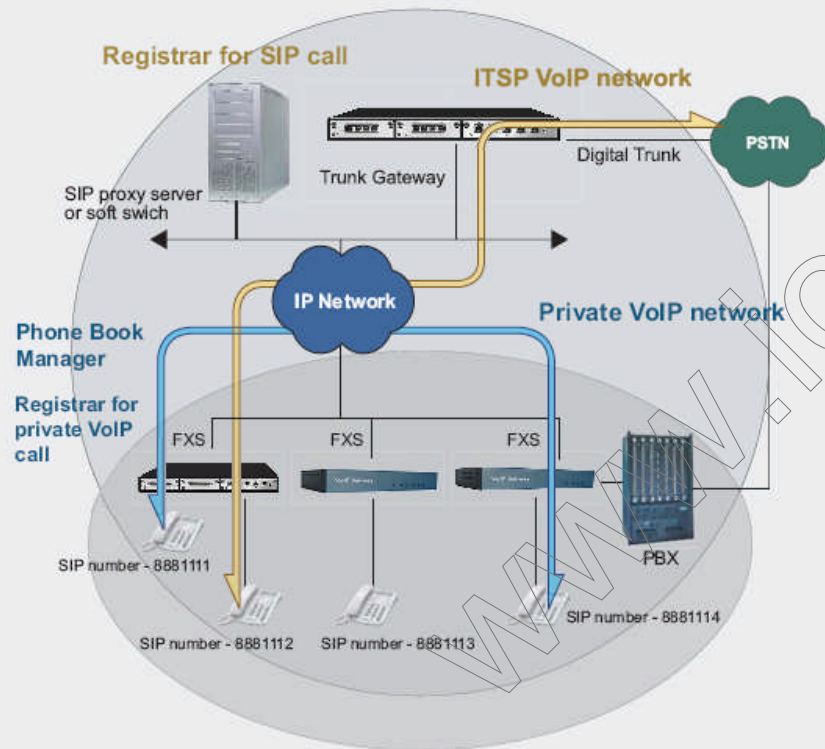 Registrar for SIP call
ITSP VoIP network
PSTN
Digital Trunk
Trunk Gateway
SIP proxy server
or soft swich
IP Network
Private VoIP network
Phone Book
Manager
Registrar for
private VoIP
call
FXS
FXS
FXS
PBX
SIP number - 8881111
SIP number - 8881112
SIP number - 8881113
SIP number - 8881114